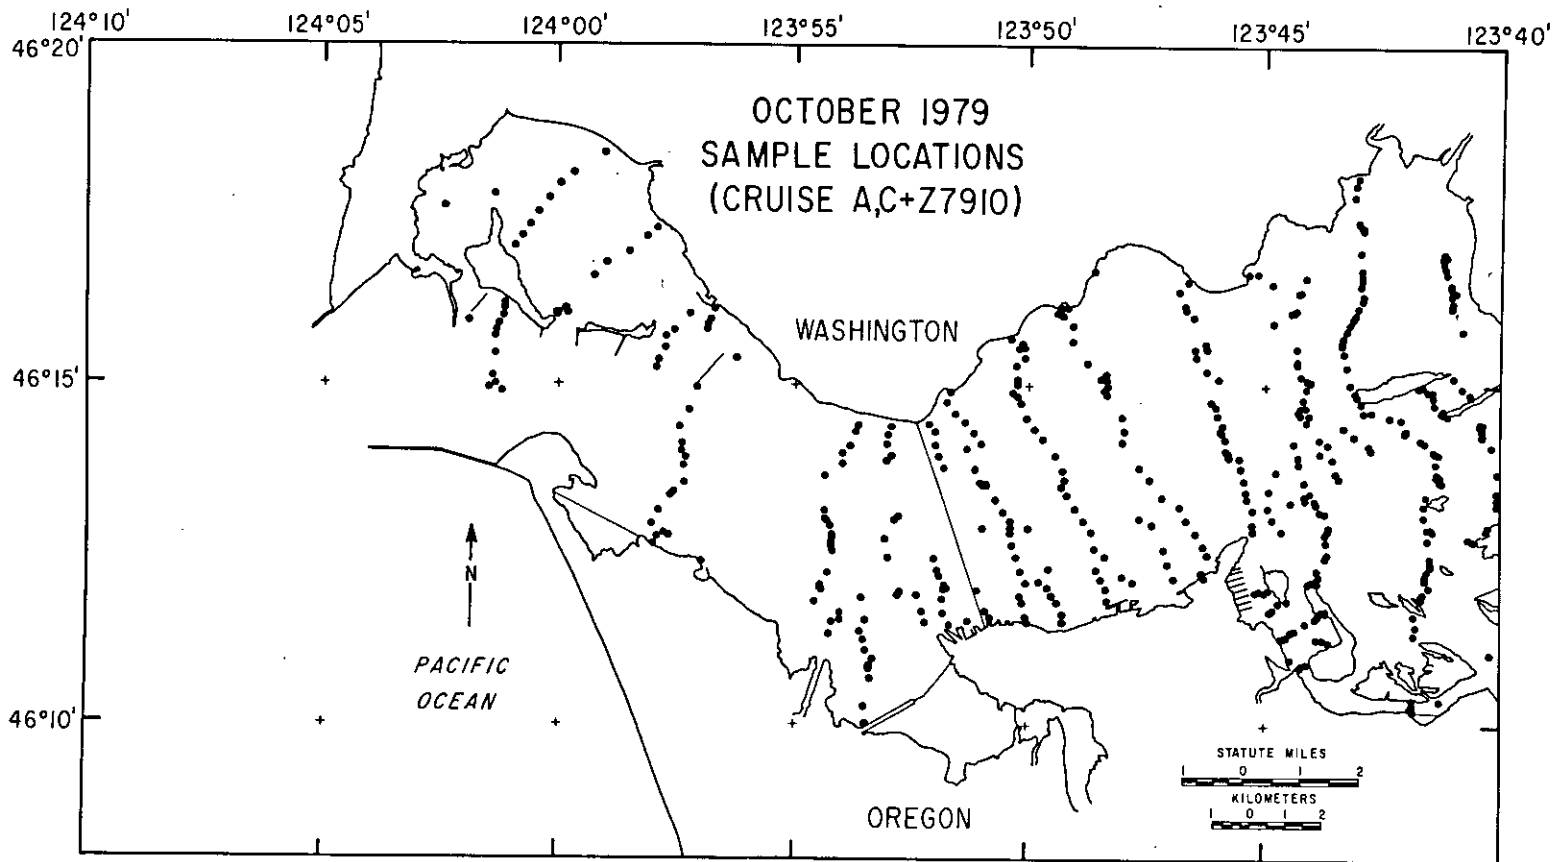 124°10' 124°05' 124°00' 123°55' 123°50' 123°45' 123°40'
46°20'
OCTOBER 1979
SAMPLE LOCATIONS
(CRUISE A,C+Z7910)
WASHINGTON
46°15'
N
PACIFIC
OCEAN
46°10'
STATUTE MILES
1 0 1 2
KILOMETERS
1 0 1 2
OREGON